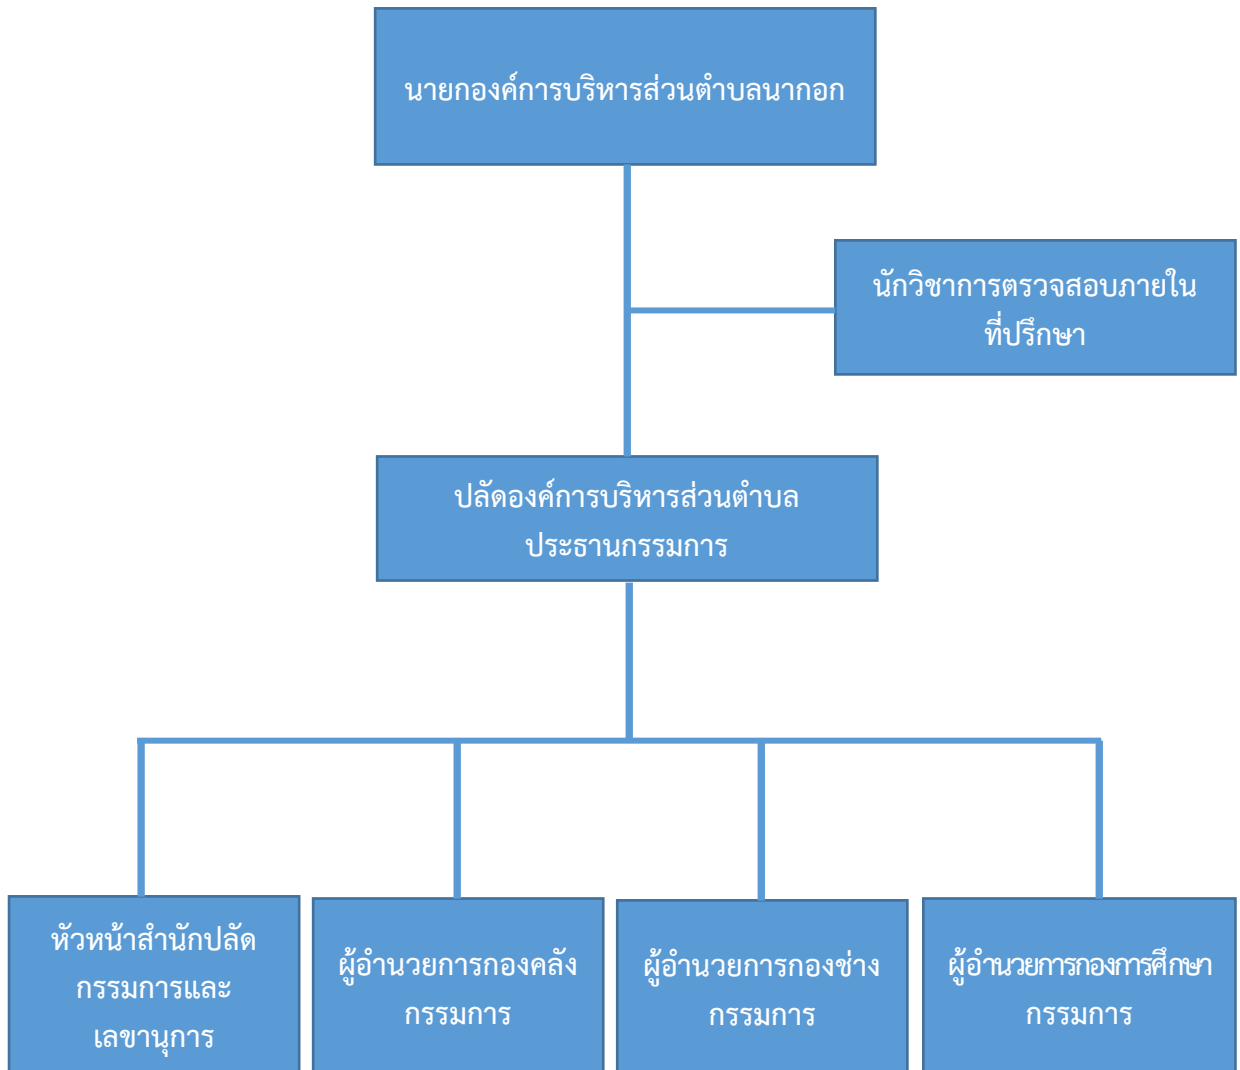 นายกองค์การบริหารส่วนตำบลนากอก
นักวิชาการตรวจสอบภายใน
ที่ปรึกษา
ปลัดองค์การบริหารส่วนตำบล
ประธานกรรมการ
หัวหน้าสำนักปลัด
กรรมการและ
เลขานุการ
ผู้อำนวยการกองคลัง
กรรมการ
ผู้อำนวยการกองช่าง
กรรมการ
ผู้อำนวยการกองการศึกษา
กรรมการ